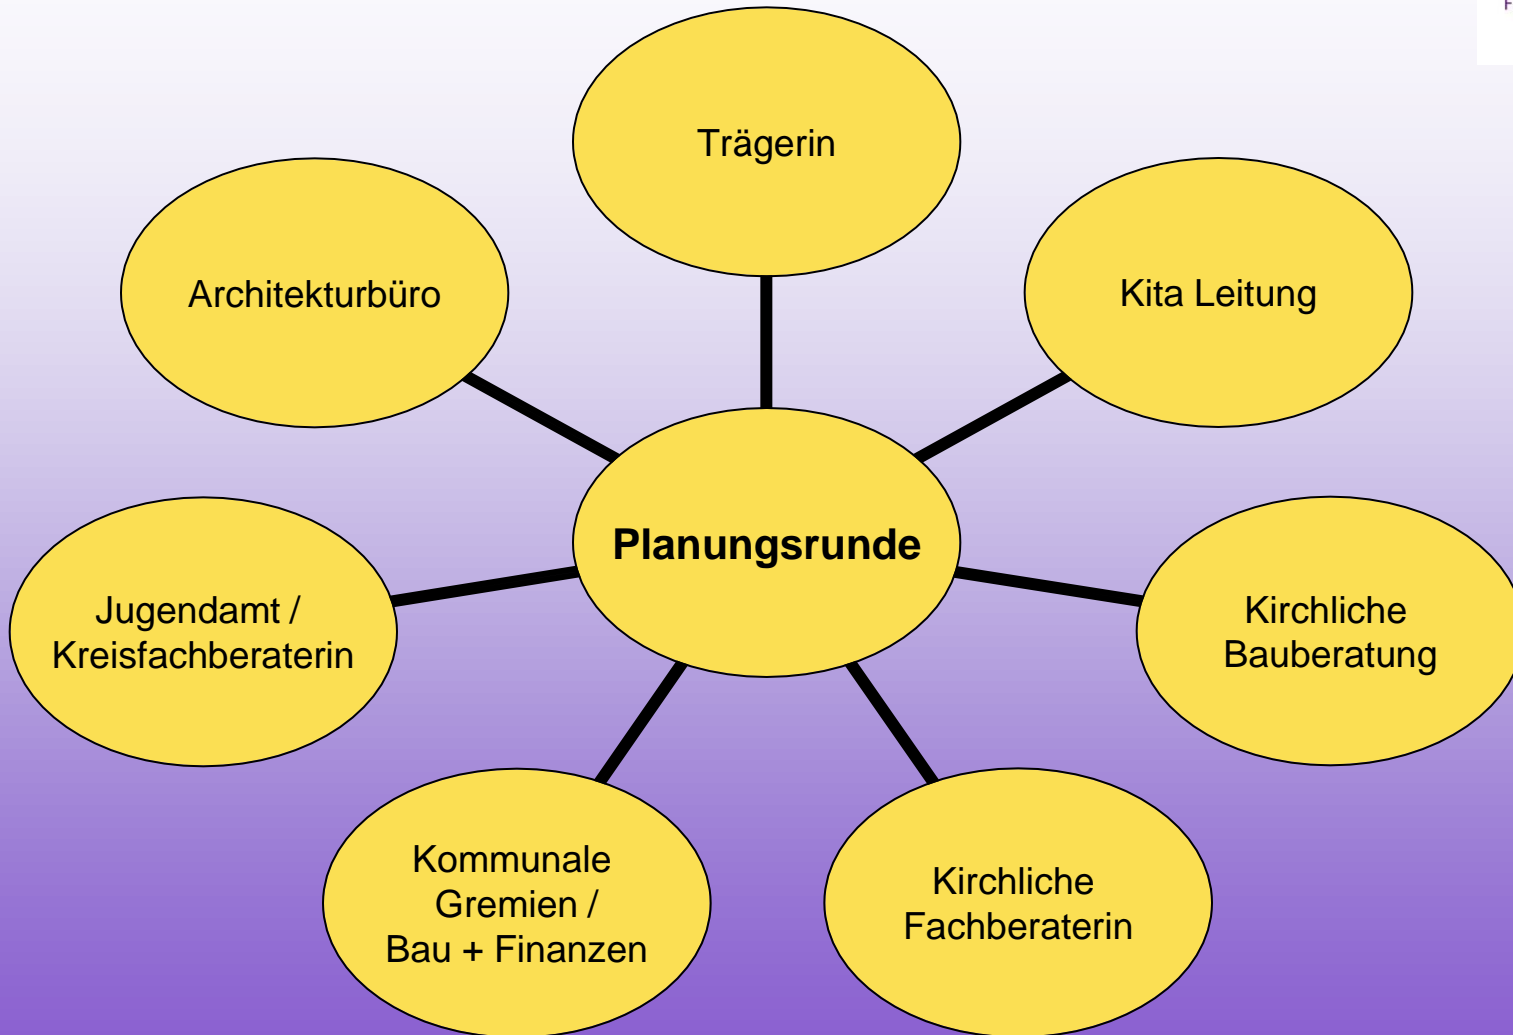 Trägerin
Architekturbüro
Kita Leitung
Planungsrunde
Jugendamt /
Kreisfachberaterin
Kirchliche
Bauberatung
Kommunale
Gremien /
Bau + Finanzen
Kirchliche
Fachberaterin